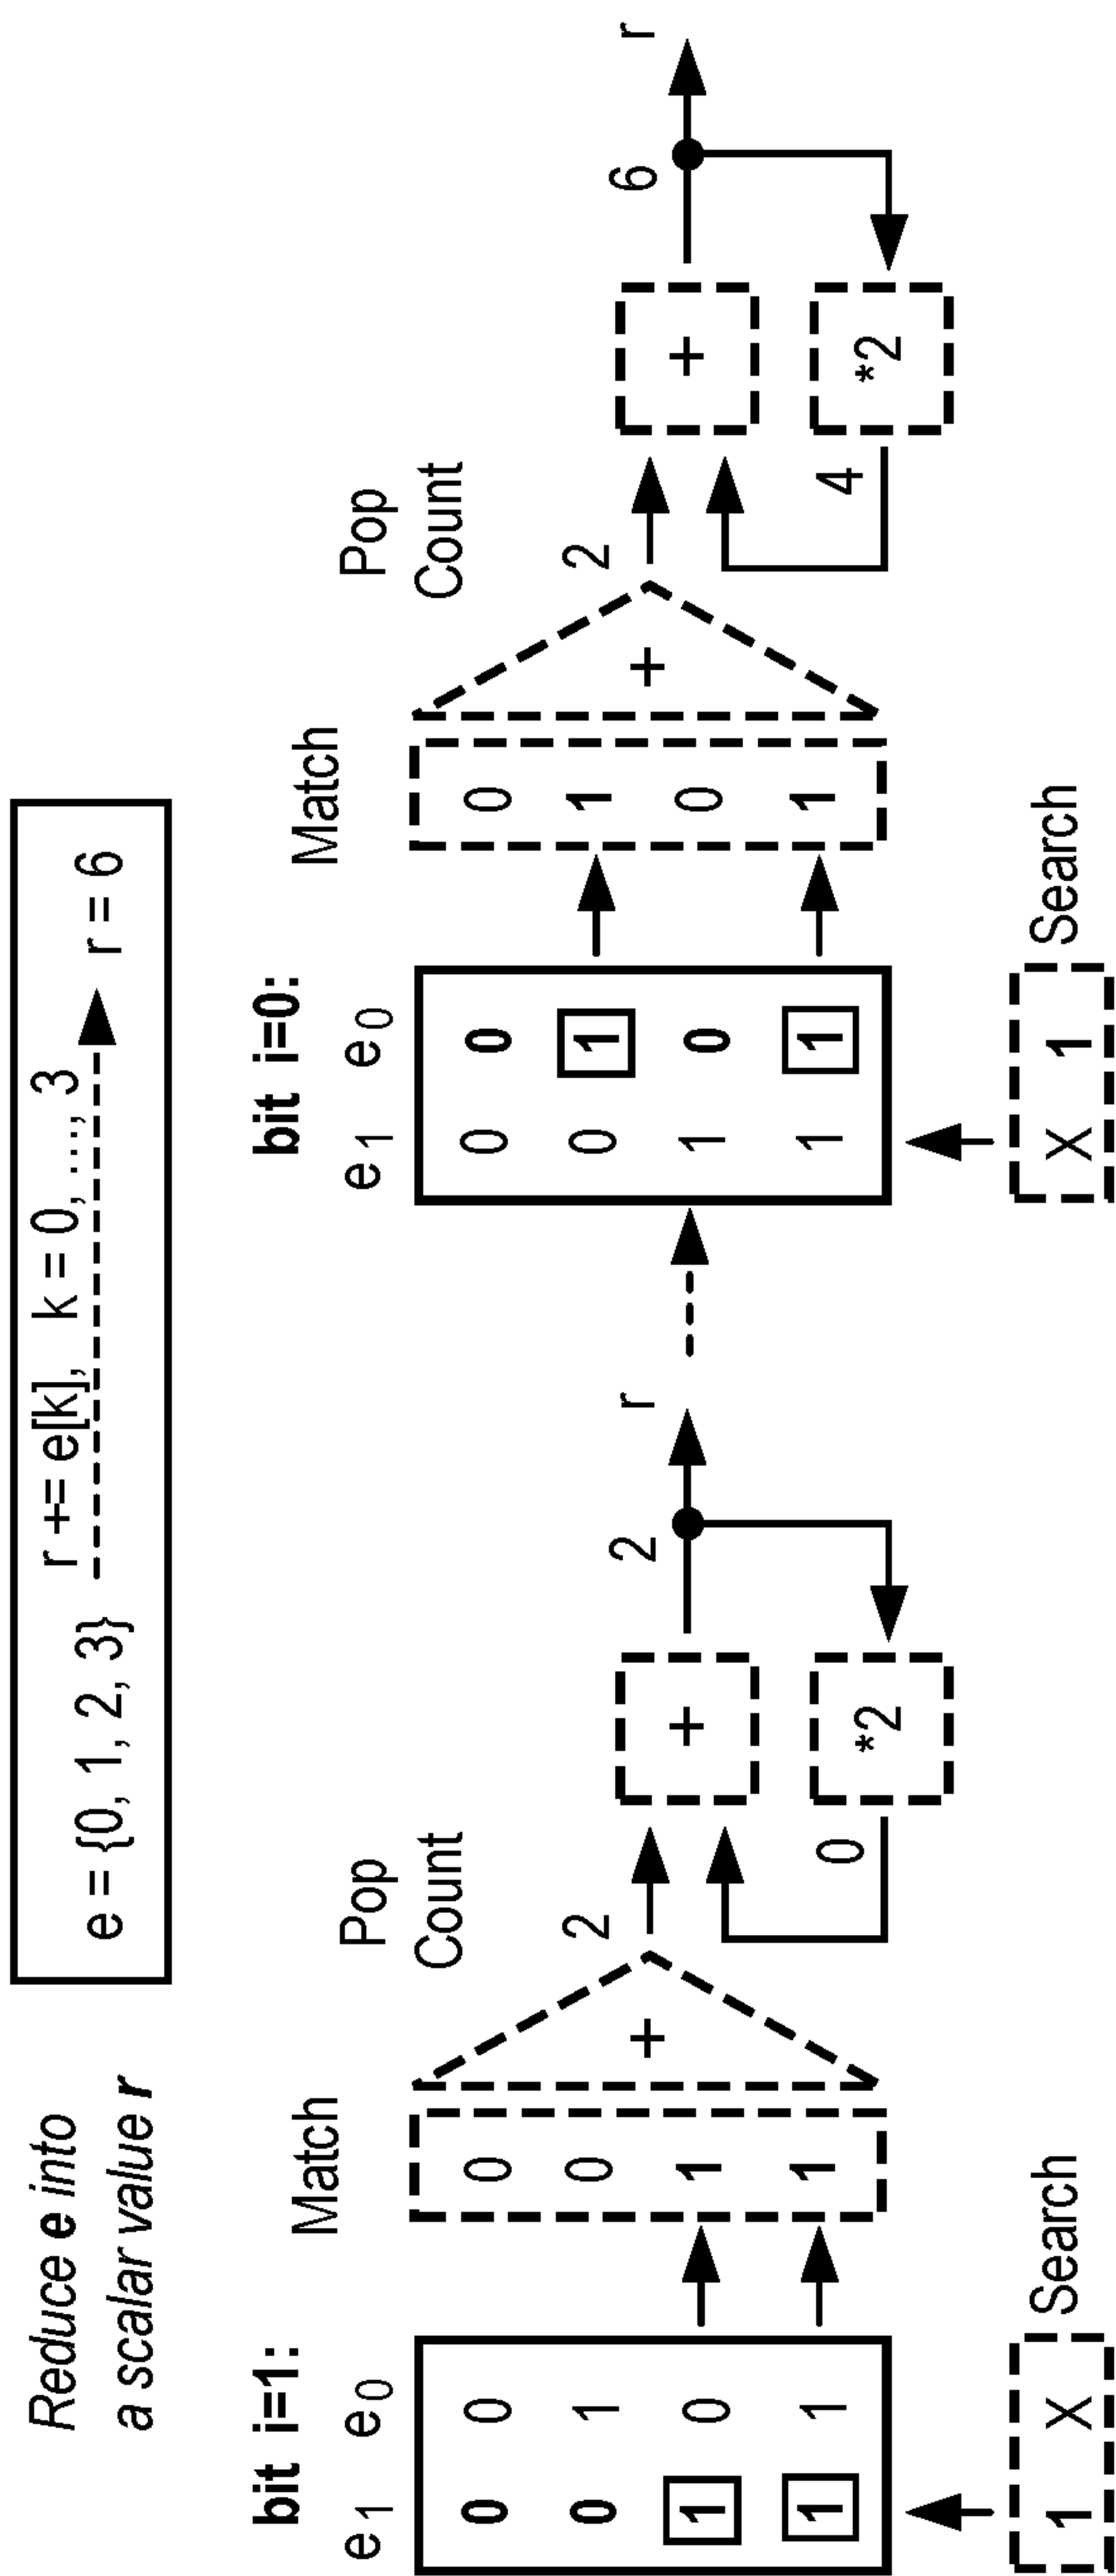 Reduce e into
a scalar value r
r += e[k], k = 0, ..., 3
e = {0, 1, 2, 3} r = 6
bit i=1:
e1 e0
0 0
0 1
1 0
1 1
1 X
Search
Match
0
0
1
1
+
Pop
Count
2
+
*2
0
2
r
bit i=0:
e1 e0
0 0
0 1
1 0
1 1
X 1
Search
Match
0
1
0
1
+
Pop
Count
2
+
*2
4
6
r